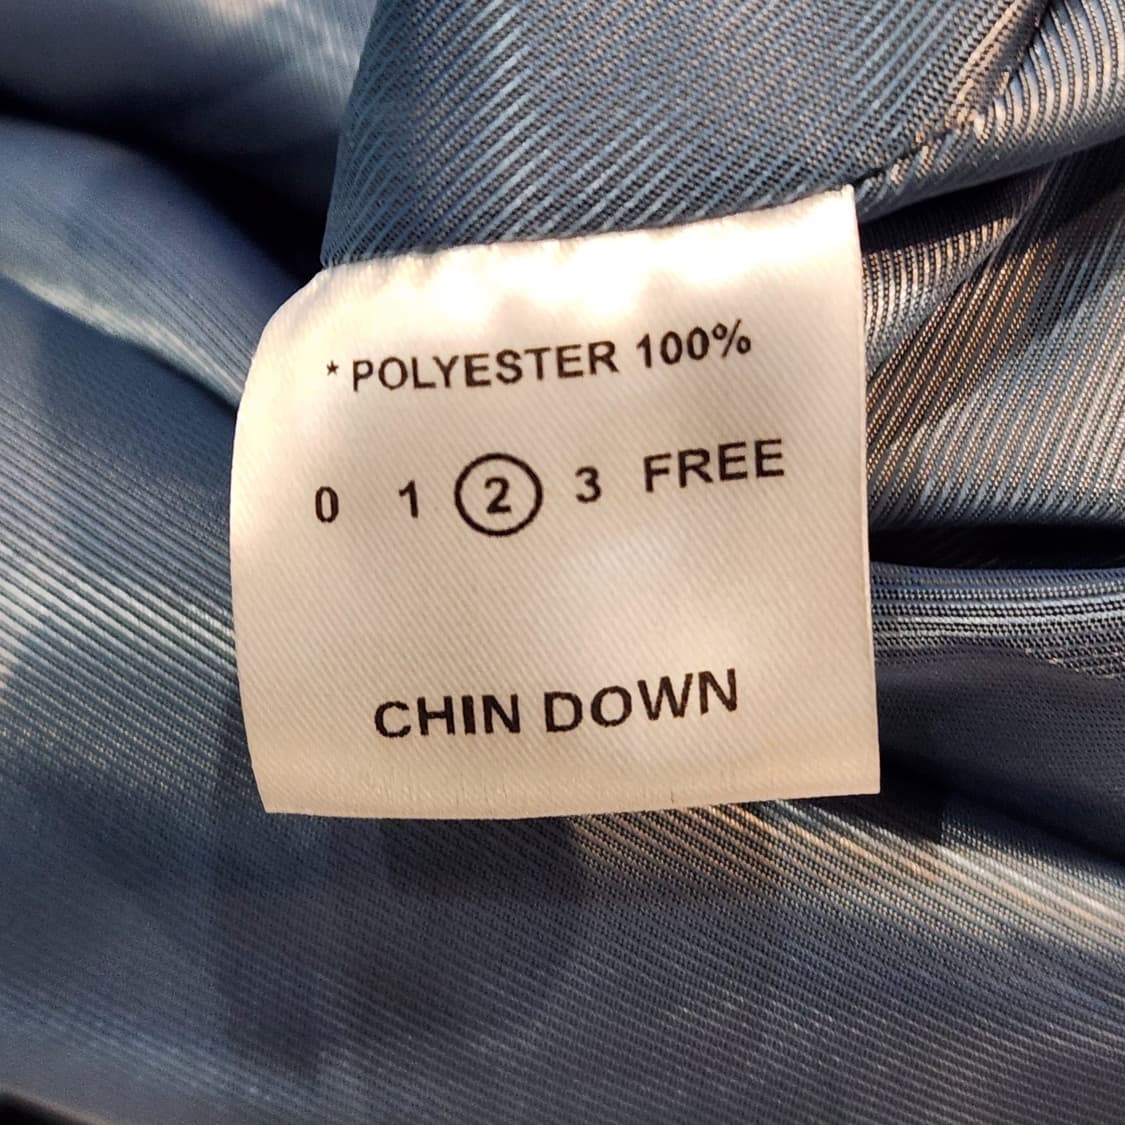 * POLYESTER 100%
0 1 2 3 FREE
CHIN DOWN